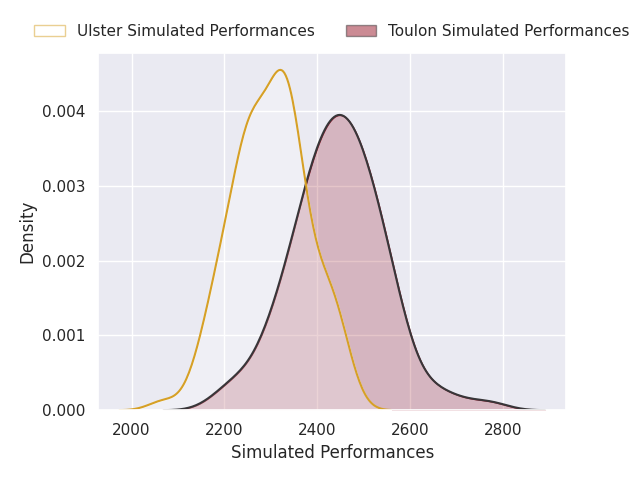 Ulster Simulated Performances
Toulon Simulated Performances
Density
0.004
0.003
0.002
0.001
0.000
2000 2200 2400 2600 2800
Simulated Performances